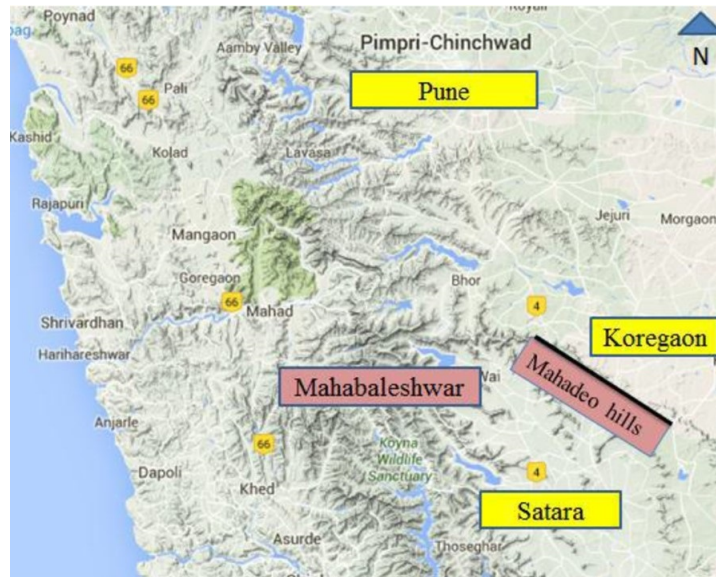 Poynad
Royali
Aamby Valley
Pimpri-Chinchwad
N
66
Pali
66
Pune
Kashid
Kolad
Lavasa
Rajapuri
Jejuri
Morgaon
Mangaon
Goregaon
Bhor
66
Mahad
4
Shrivardhan
Harihareshwar
Koregaon
Mahabaleshwar
Wai
Mahadeo hills
Anjarle
66
Koyna
Wildlife
Sanctuary
Dapoli
Khed
4
Satara
Asurde
Thoseghar